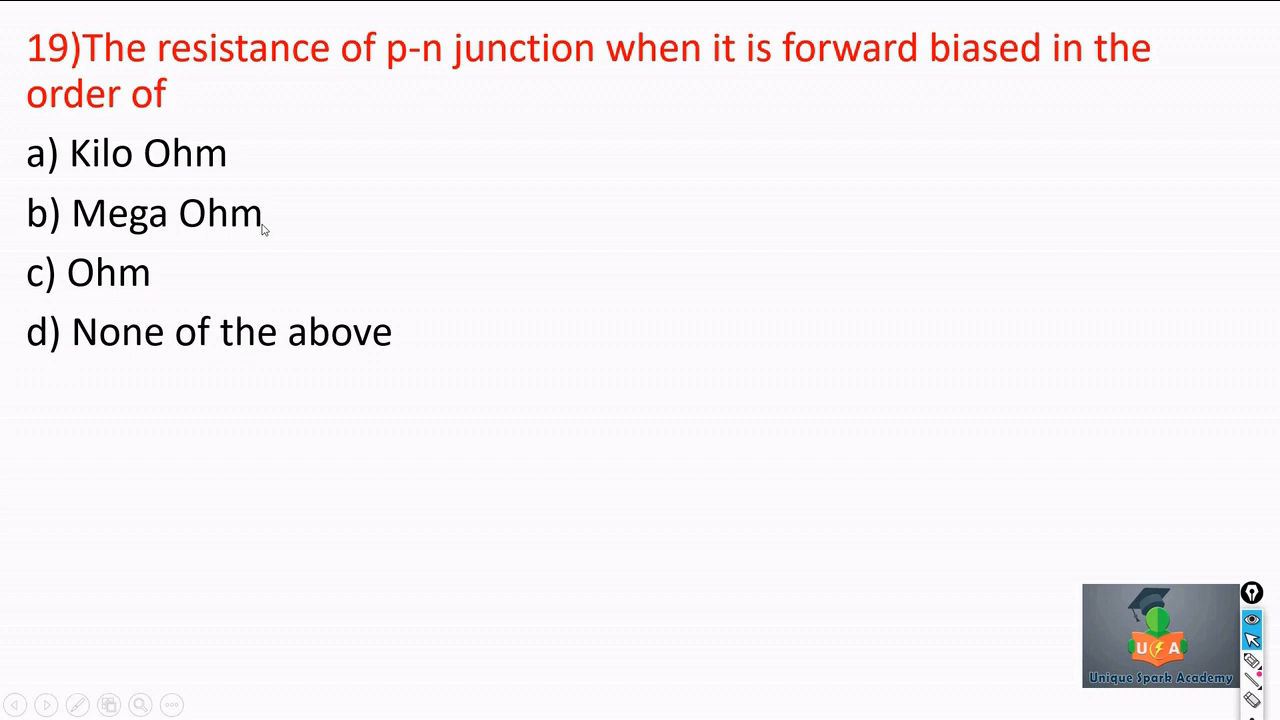 19)The resistance of p-n junction when it is forward biased in the
order of
a) Kilo Ohm
b) Mega Ohm
c) Ohm
d) None of the above
U A
Unique Spark Academy